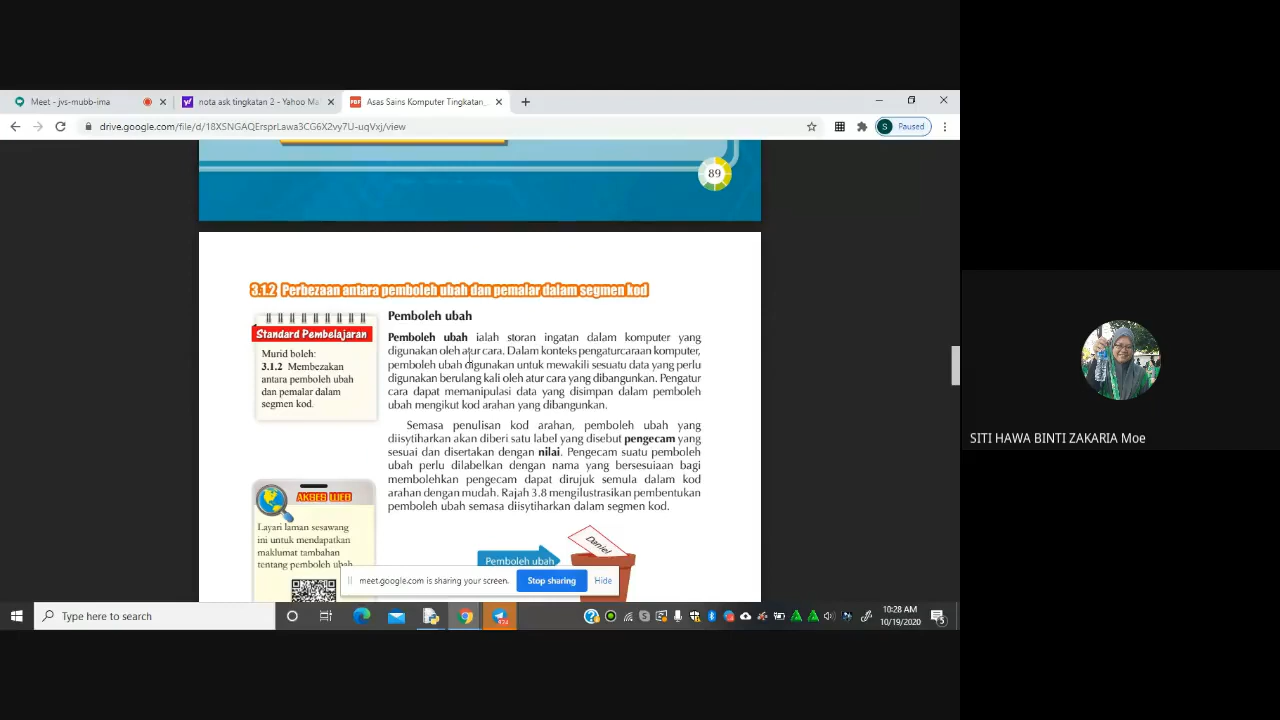 Meet - jvs-mubb-ima
nota ask tingkatan 2 - Yahoo Ma
Asas Sains Komputer Tingkatan_
drive.google.com/file/d/18XSNGAQErsprLawa3CG6X2vy7U-uqVxj/view
S Paused
89
3.1.2 Perbezaan antara pemboleh ubah dan pemalar dalam segmen kod
Standard Pembelajaran
Murid boleh:
3.1.2 Membezakan
antara pemboleh ubah
dan pemalar dalam
segmen kod.
Pemboleh ubah
Pemboleh ubah ialah storan ingatan dalam komputer yang
digunakan oleh atur cara. Dalam konteks pengaturcaraan komputer,
pemboleh ubah digunakan untuk mewakili sesuatu data yang perlu
digunakan berulang kali oleh atur cara yang dibangunkan. Pengatur
cara dapat memanipulasi data yang disimpan dalam pemboleh
ubah mengikut kod arahan yang dibangunkan.
Semasa penulisan kod arahan, pemboleh ubah yang
diisytiharkan akan diberi satu label yang disebut pengecam yang
sesuai dan disertakan dengan nilai. Pengecam suatu pemboleh
ubah perlu dilabelkan dengan nama yang bersesuiaan bagi
membolehkan pengecam dapat dirujuk semula dalam kod
arahan dengan mudah. Rajah 3.8 mengilustrasikan pembentukan
pemboleh ubah semasa diisytiharkan dalam segmen kod.
AKSES WEB
Layari laman sesawang
ini untuk mendapatkan
maklumat tambahan
tentang pemboleh ubah.
Daniel
Pemboleh ubah
meet.google.com is sharing your screen.
Stop sharing
Hide
Type here to search
10:28 AM
10/19/2020
SITI HAWA BINTI ZAKARIA Moe